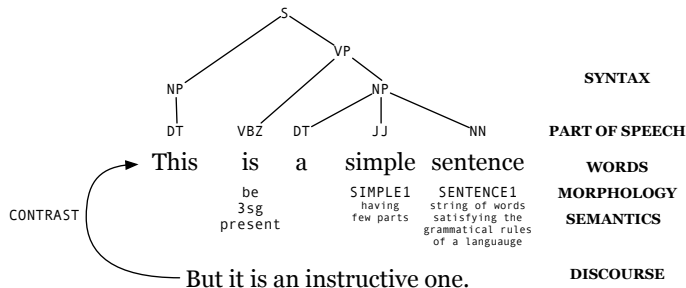 S
VP
NP NP SYNTAX
DT VBZ DT JJ NN PART OF SPEECH
This is a simple sentence WORDS
be SIMPLE1 SENTENCE1 MORPHOLOGY
3sg having string of words
present few parts satisfying the SEMANTICS
CONTRAST grammatical rules
of a languauge
But it is an instructive one. DISCOURSE